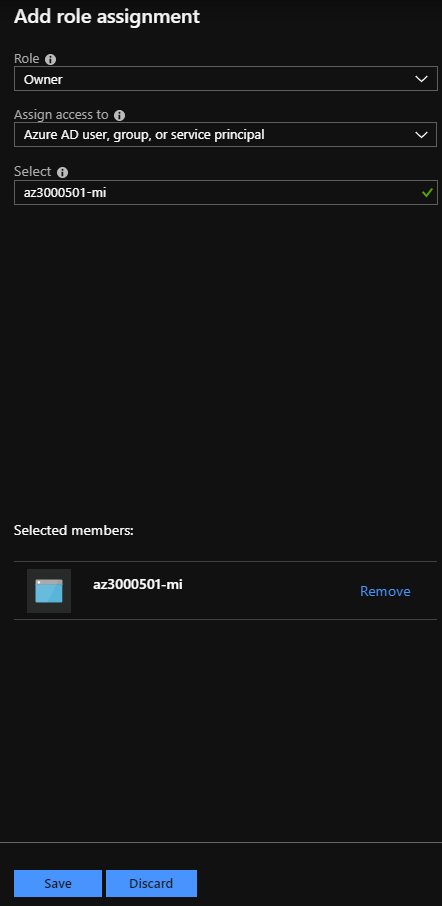 Add role assignment
Role
Owner
Assign access to
Azure AD user, group, or service principal
Select
az3000501-mi
Selected members:
az3000501-mi
Remove
Save Discard